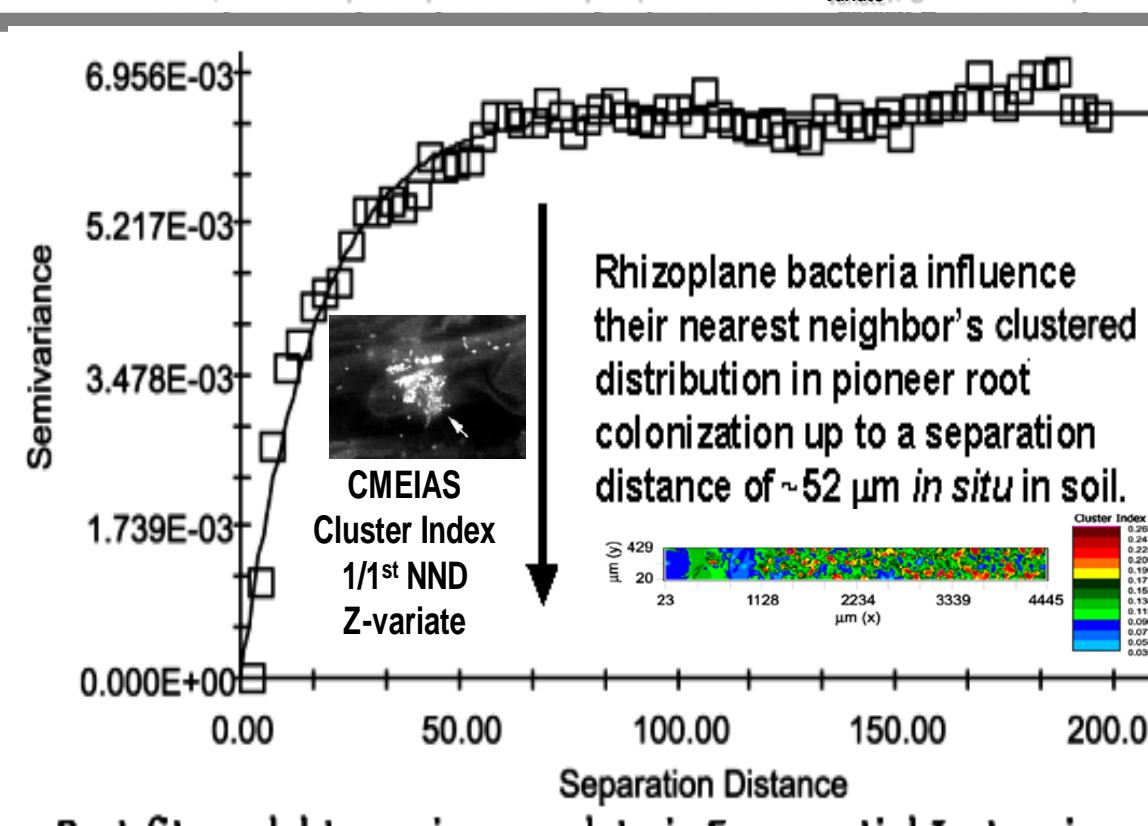 variate
6.956E-03
5.217E-03
3.478E-03
1.739E-03
0.000E+00
Semivariance
0.00 50.00 100.00 150.00 200.0
Separation Distance
CMEIAS
Cluster Index
1/1st NND
Z-variate
Rhizoplane bacteria influence
their nearest neighbor's clustered
distribution in pioneer root
colonization up to a separation
distance of ~52 µm in situ in soil.
µm (y)
429
20
23 1128 2234 3339 4445
µm (x)
Cluster Index